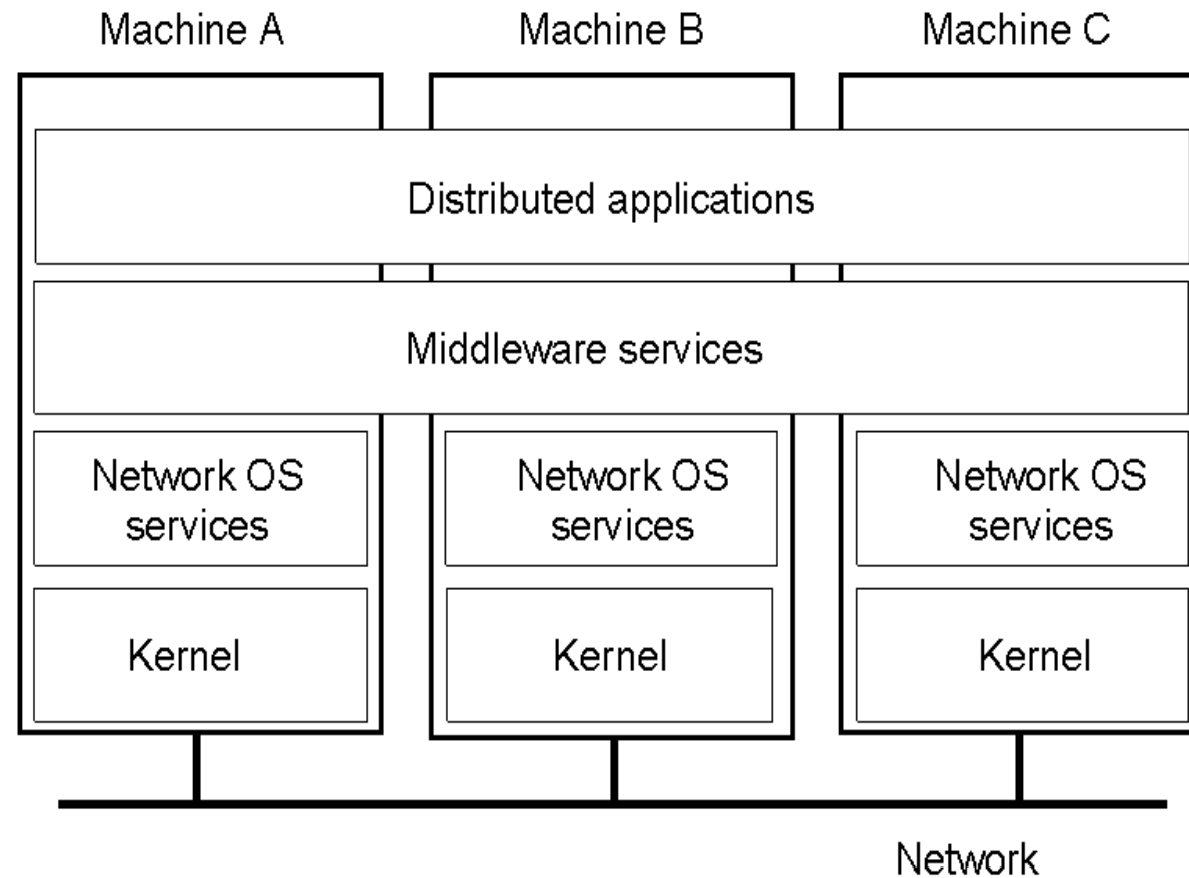 Machine A
Machine B
Machine C
Distributed applications
Middleware services
Network OS
services
Network OS
services
Network OS
services
Kernel
Kernel
Kernel
Network